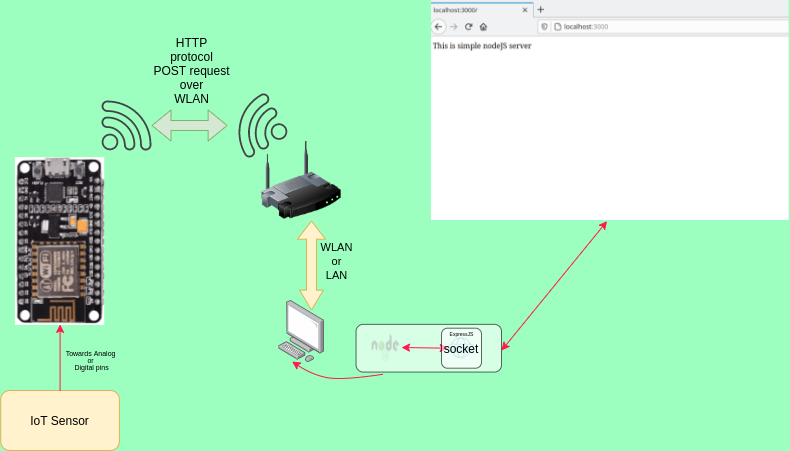 HTTP
protocol
POST request
over
WLAN
localhost:3000/
localhost:3000
This is simple nodeJS server
WiFi
WLAN
or
LAN
node
ExpressJS
socket
Towards Analog
or
Digital pins
IoT Sensor